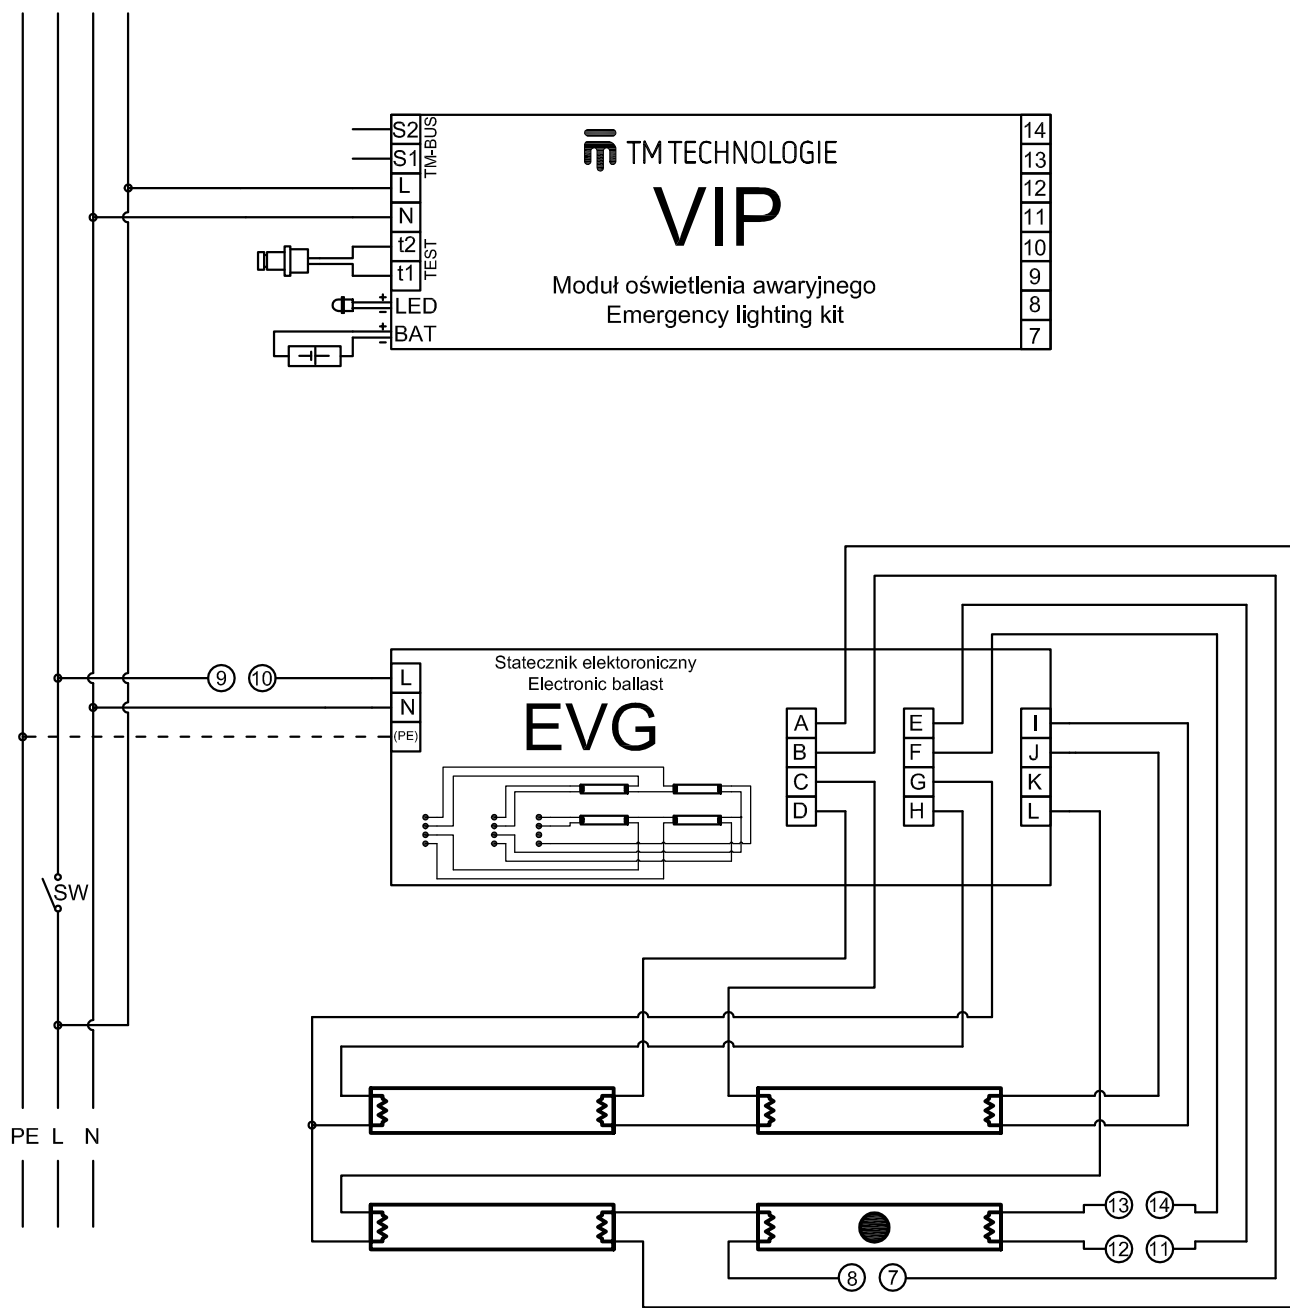 S2
S1
TM-BUS
L
N
t2
t1
TEST
LED
+
-
BAT
+
-
TM TECHNOLOGIE
VIP
Moduł oświetlenia awaryjnego
Emergency lighting kit
14
13
12
11
10
9
8
7
9 10
L
N
(PE)
Statecznik elektoroniczny
Electronic ballast
EVG
A
B
C
D
E
F
G
H
I
J
K
L
SW
PE L N
13 14
12 11
8 7